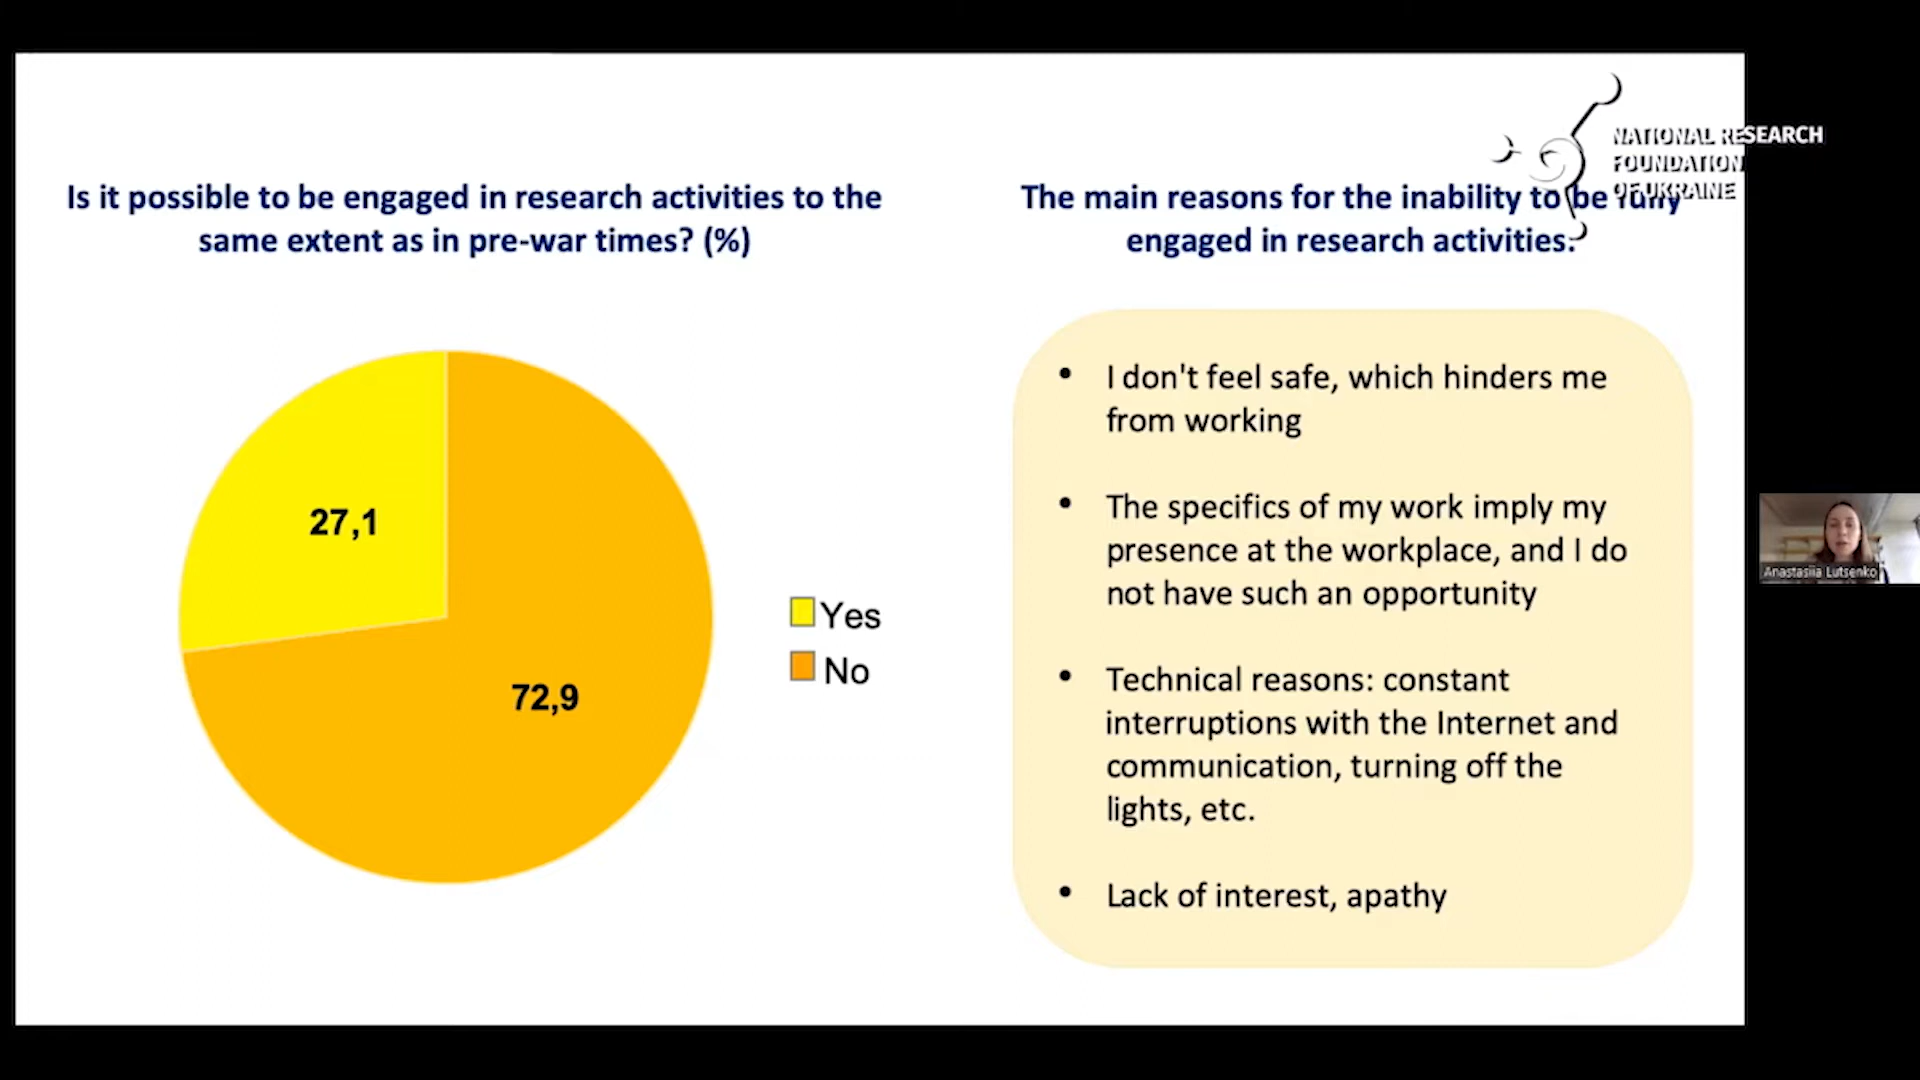 NATIONAL RESEARCH
FOUNDATION
OF UKRAINE
Is it possible to be engaged in research activities to the
same extent as in pre-war times? (%)
27,1
72,9
Yes
No
The main reasons for the inability to be fully
engaged in research activities:
• I don't feel safe, which hinders me
from working
• The specifics of my work imply my
presence at the workplace, and I do
not have such an opportunity
• Technical reasons: constant
interruptions with the Internet and
communication, turning off the
lights, etc.
• Lack of interest, apathy
Anastasiia Lutsenko